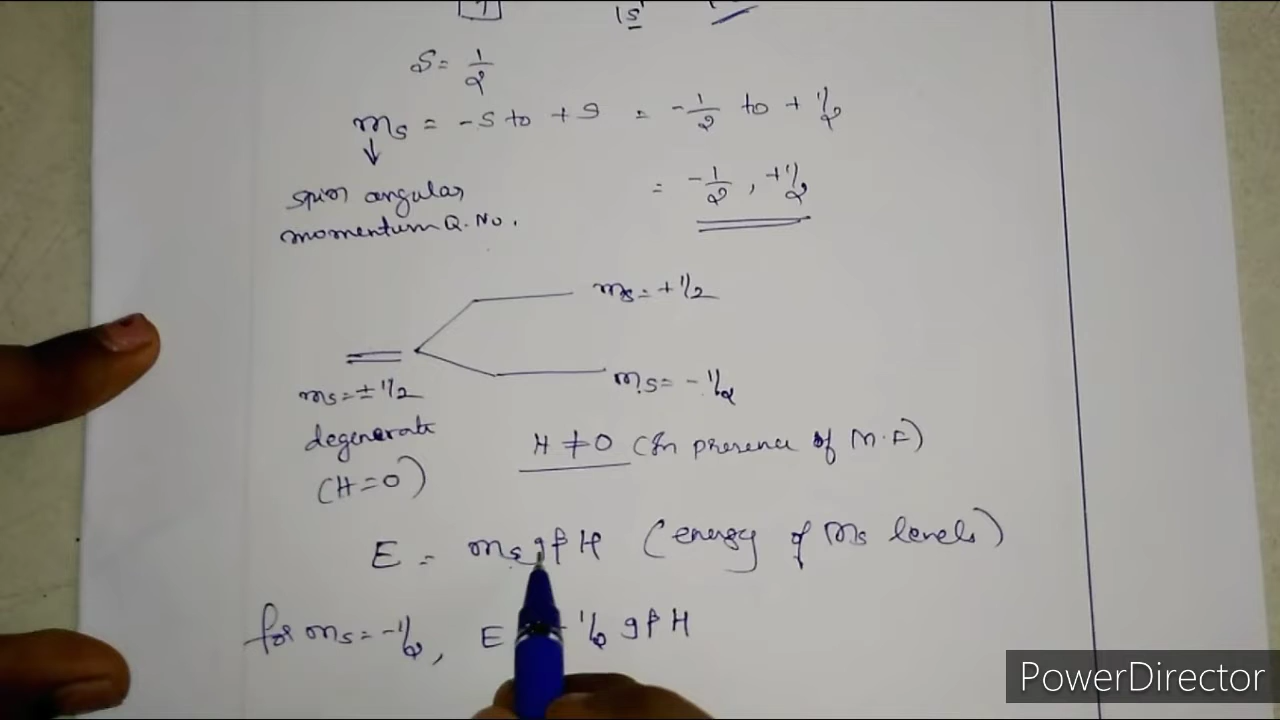 1s¹
S = 1/2
ms = -s to +s = -1/2 to + 1/2
= -1/2, +1/2
spin angular
momentum Q. No.
ms = + 1/2
ms = - 1/2
ms = ± 1/2
degenerate
H ≠ 0 (In presence of M.F)
(H = 0)
E = ms gβH (energy of ms levels)
for ms = -1/2, E 1/2 gβH
PowerDirector